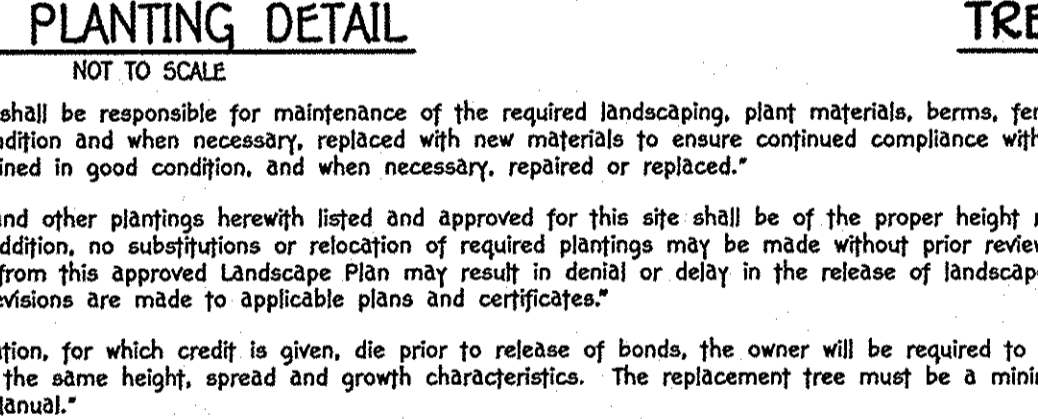 PLANTING DETAIL TRE
NOT TO SCALE
shall be responsible for maintenance of the required landscaping, plant materials, berms, fen
ndition and when necessary, replaced with new materials to ensure continued compliance with
ined in good condition, and when necessary, repaired or replaced."
and other plantings herewith listed and approved for this site shall be of the proper height
ddition, no substitutions or relocation of required plantings may be made without prior review
from this approved Landscape Plan may result in denial or delay in the release of landscap
evisions are made to applicable plans and certificates."
ation, for which credit is given, die prior to release of bonds, the owner will be required to
the same height, spread and growth characteristics. The replacement tree must be a mini
Manual."